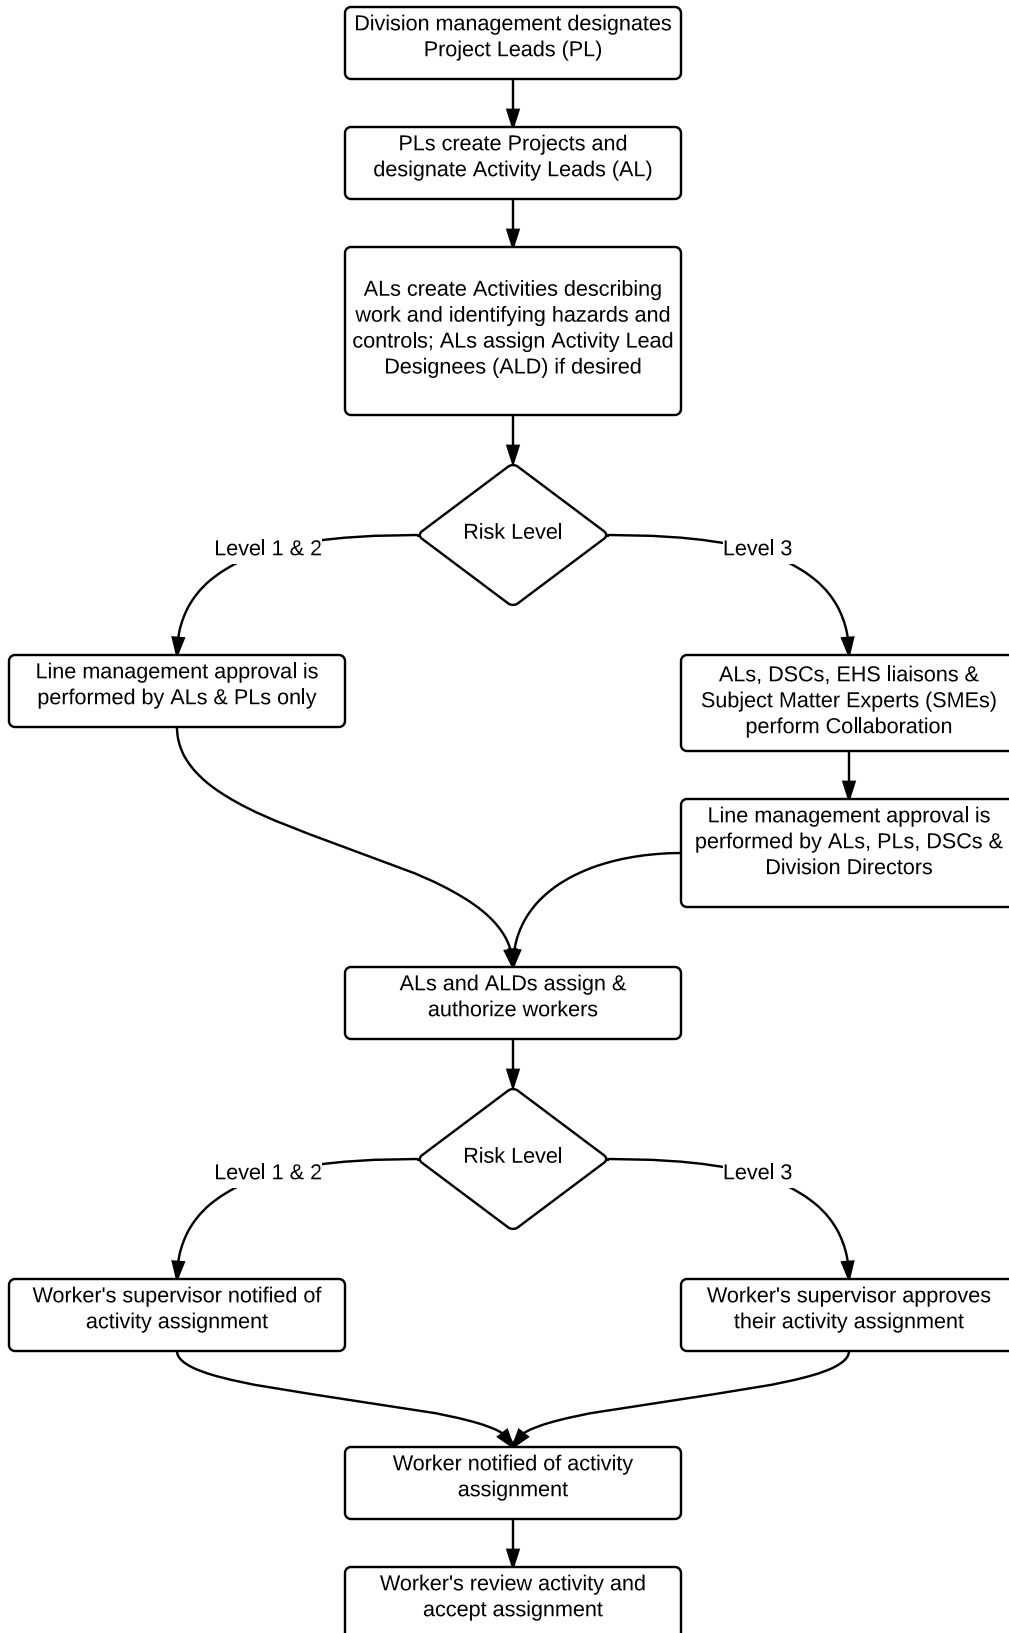 Division management designates
Project Leads (PL)
PLs create Projects and
designate Activity Leads (AL)
ALs create Activities describing
work and identifying hazards and
controls; ALs assign Activity Lead
Designees (ALD) if desired
Risk Level
Level 1 & 2
Level 3
Line management approval is
performed by ALs & PLs only
ALs, DSCs, EHS liaisons &
Subject Matter Experts (SMEs)
perform Collaboration
Line management approval is
performed by ALs, PLs, DSCs &
Division Directors
ALs and ALDs assign &
authorize workers
Risk Level
Level 1 & 2
Level 3
Worker's supervisor notified of
activity assignment
Worker's supervisor approves
their activity assignment
Worker notified of activity
assignment
Worker's review activity and
accept assignment